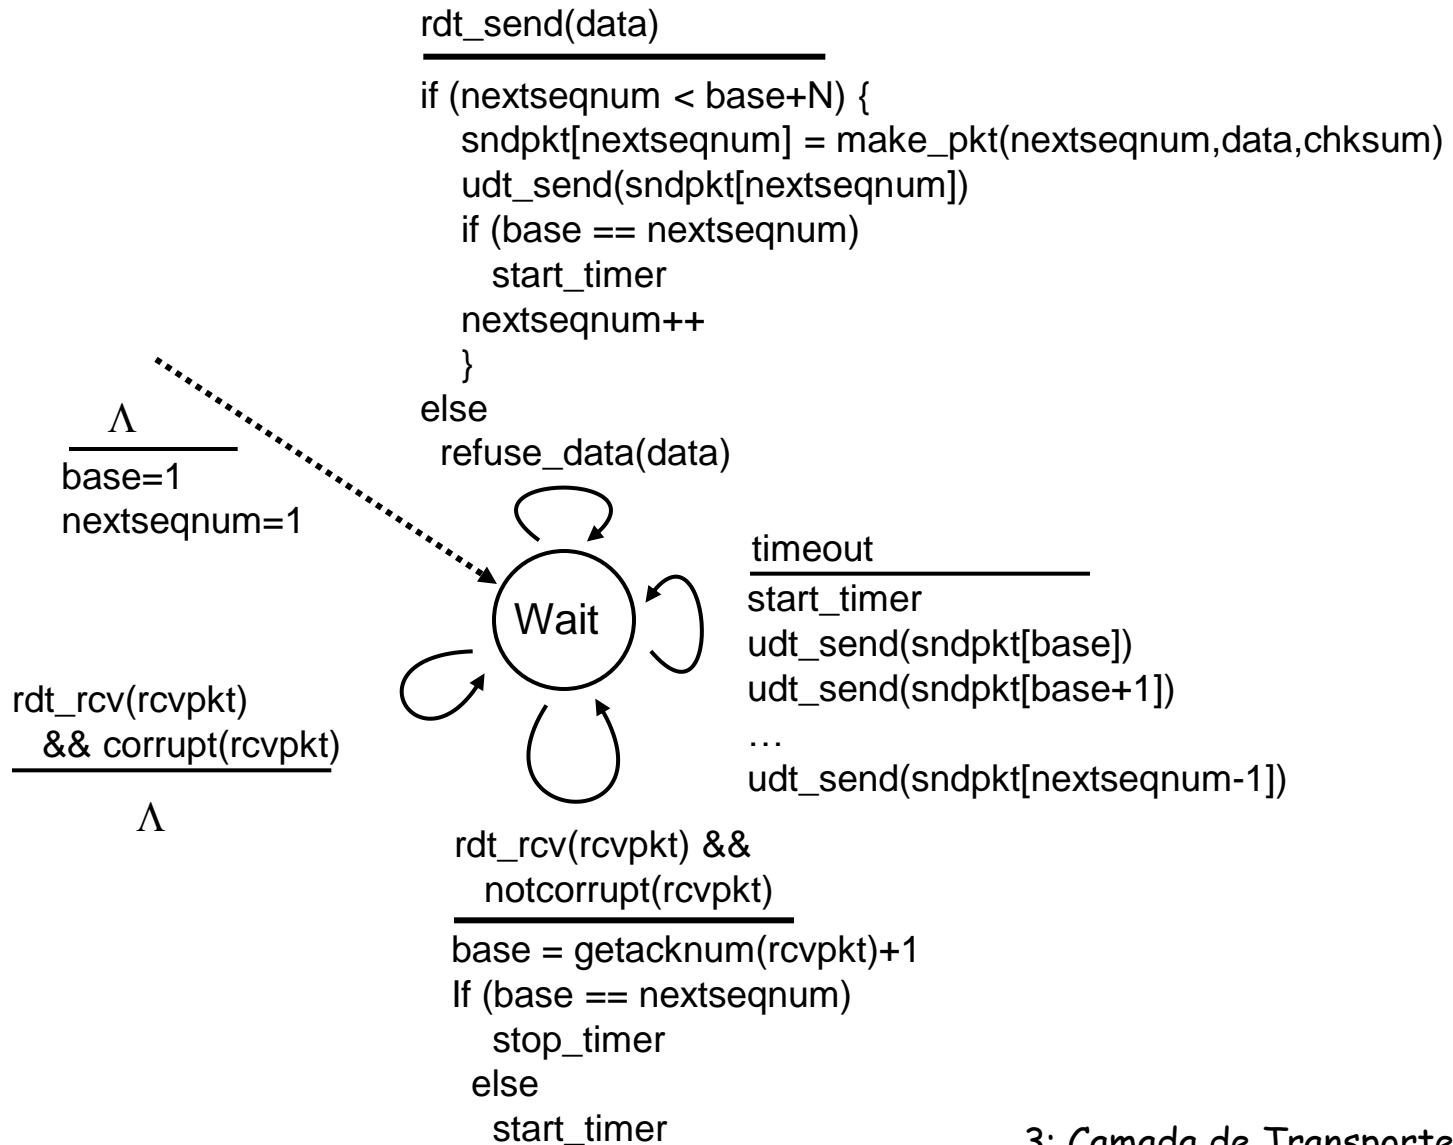 rdt_send(data)
if (nextseqnum < base+N) {
sndpkt[nextseqnum] = make_pkt(nextseqnum,data,chksum)
udt_send(sndpkt[nextseqnum])
if (base == nextseqnum)
start_timer
nextseqnum++
}
else
refuse_data(data)
Λ
base=1
nextseqnum=1
Wait
timeout
start_timer
udt_send(sndpkt[base])
udt_send(sndpkt[base+1])
…
udt_send(sndpkt[nextseqnum-1])
rdt_rcv(rcvpkt)
&& corrupt(rcvpkt)
Λ
rdt_rcv(rcvpkt) &&
notcorrupt(rcvpkt)
base = getacknum(rcvpkt)+1
If (base == nextseqnum)
stop_timer
else
start_timer
3: Camada de Transporte